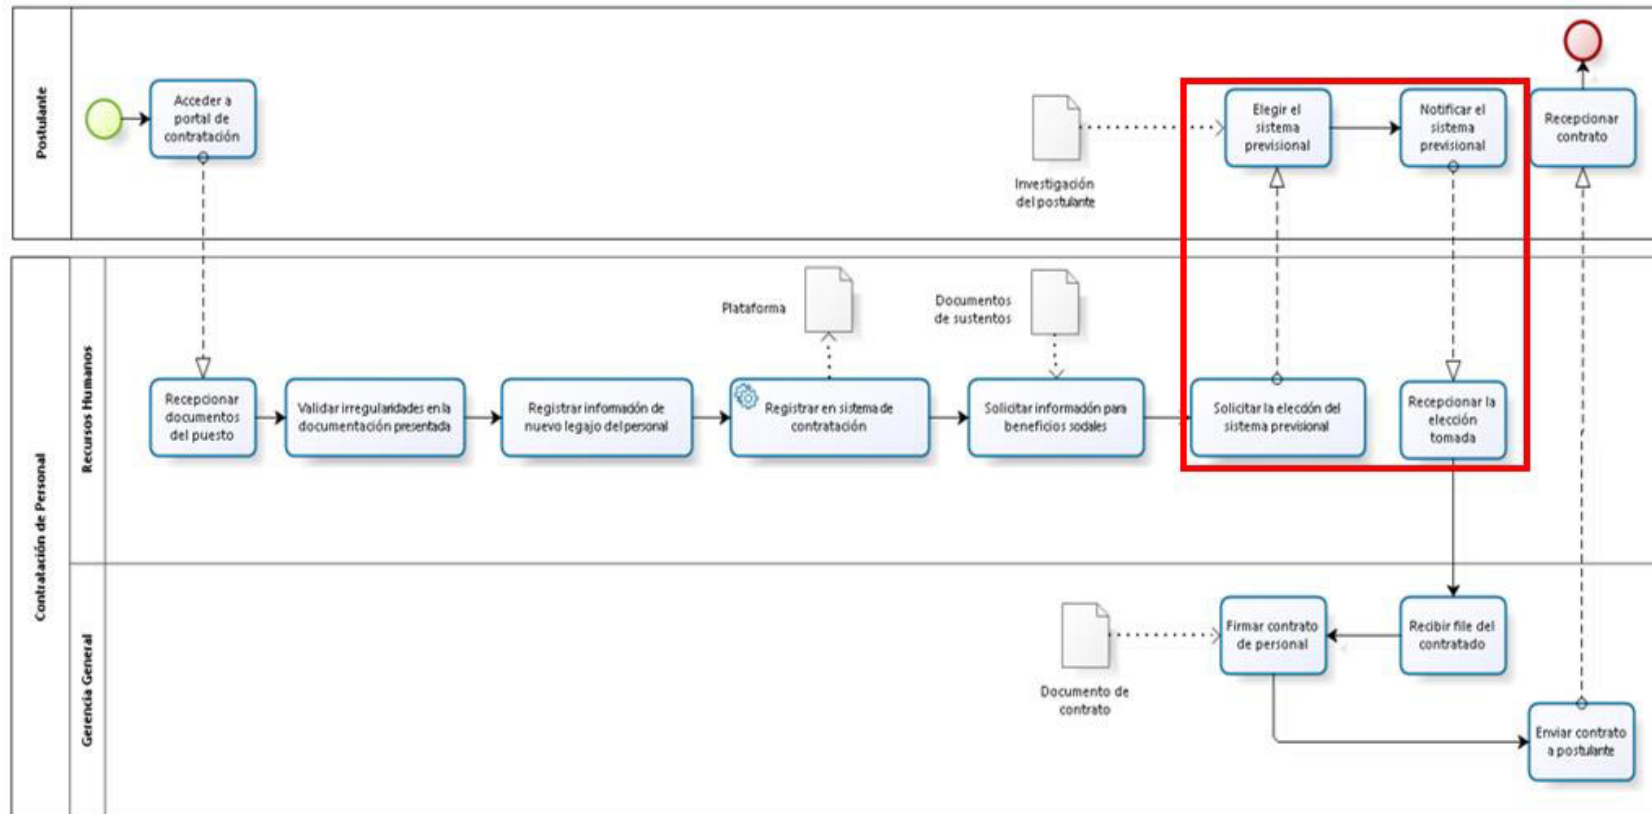 Postulante
Acceder a
portal de
contratación
Investigación
del postulante
Elegir el
sistema
previsional
Notificar el
sistema
previsional
Recepcionar
contrato
Contratación de Personal
Recursos Humanos
Plataforma
Documentos
de sustentos
Recepcionar
documentos
del puesto
Validar irregularidades en la
documentación presentada
Registrar información de
nuevo legajo del personal
Registrar en sistema de
contratación
Solicitar información para
beneficios sociales
Solicitar la elección del
sistema previsional
Recepcionar la
elección
tomada
Gerencia General
Documento de
contrato
Firmar contrato
de personal
Recibir file del
contratado
Enviar contrato
a postulante